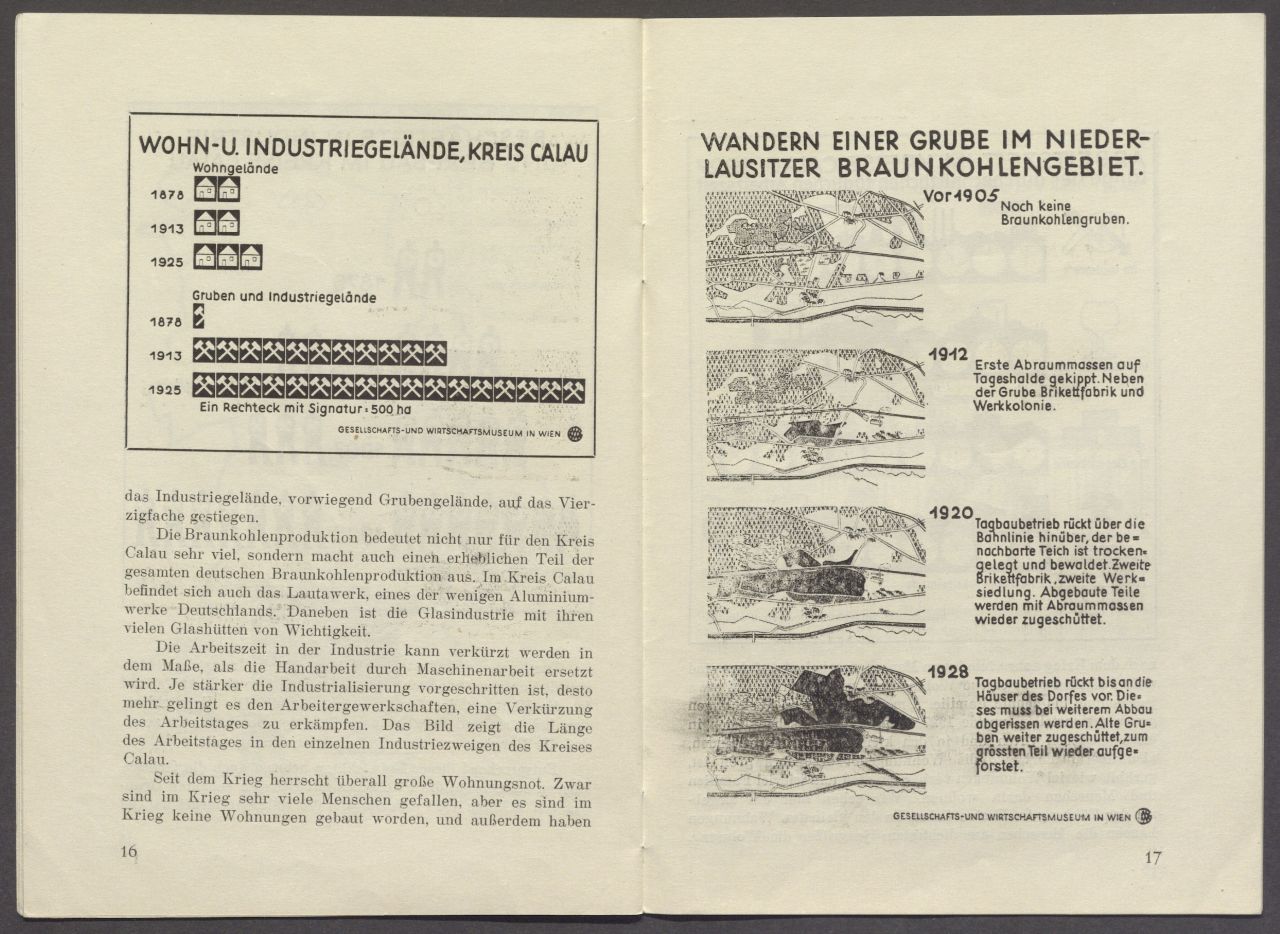 WOHN-U. INDUSTRIEGELÄNDE, KREIS CALAU
Wohngelände
1878
1913
1925
Gruben und Industriegelände
1878
1913
1925
Ein Rechteck mit Signatur = 500 ha
GESELLSCHAFTS-UND WIRTSCHAFTSMUSEUM IN WIEN
das Industriegelände, vorwiegend Grubengelände, auf das Vier-
zigfache gestiegen.
Die Braunkohlenproduktion bedeutet nicht nur für den Kreis
Calau sehr viel, sondern macht auch einen erheblichen Teil der
gesamten deutschen Braunkohlenproduktion aus. Im Kreis Calau
befindet sich auch das Lautawerk, eines der wenigen Aluminium-
werke Deutschlands. Daneben ist die Glasindustrie mit ihren
vielen Glashütten von Wichtigkeit.
Die Arbeitszeit in der Industrie kann verkürzt werden in
dem Maße, als die Handarbeit durch Maschinenarbeit ersetzt
wird. Je stärker die Industrialisierung vorgeschritten ist, desto
mehr gelingt es den Arbeitergewerkschaften, eine Verkürzung
des Arbeitstages zu erkämpfen. Das Bild zeigt die Länge
des Arbeitstages in den einzelnen Industriezweigen des Kreises
Calau.
Seit dem Krieg herrscht überall große Wohnungsnot. Zwar
sind im Krieg sehr viele Menschen gefallen, aber es sind im
Krieg keine Wohnungen gebaut worden, und außerdem haben
16
WANDERN EINER GRUBE IM NIEDER-
LAUSITZER BRAUNKOHLENGEBIET.
Vor 1905
Noch keine
Braunkohlengruben.
1912
Erste Abraummassen auf
Tageshalde gekippt. Neben
der Grube Brikettfabrik und
Werkkolonie.
1920
Tagbaubetrieb rückt über die
Bahnlinie hinüber, der be=
nachbarte Teich ist trocken=
gelegt und bewaldet. Zweite
Brikettfabrik, zweite Werk=
siedlung. Abgebaute Teile
werden mit Abraummassen
wieder zugeschüttet.
1928
Tagbaubetrieb rückt bis an die
Häuser des Dorfes vor. Die=
ses muss bei weiterem Abbau
abgerissen werden. Alte Gru=
ben weiter zugeschüttet, zum
grössten Teil wieder aufge=
forstet.
GESELLSCHAFTS-UND WIRTSCHAFTSMUSEUM IN WIEN
17